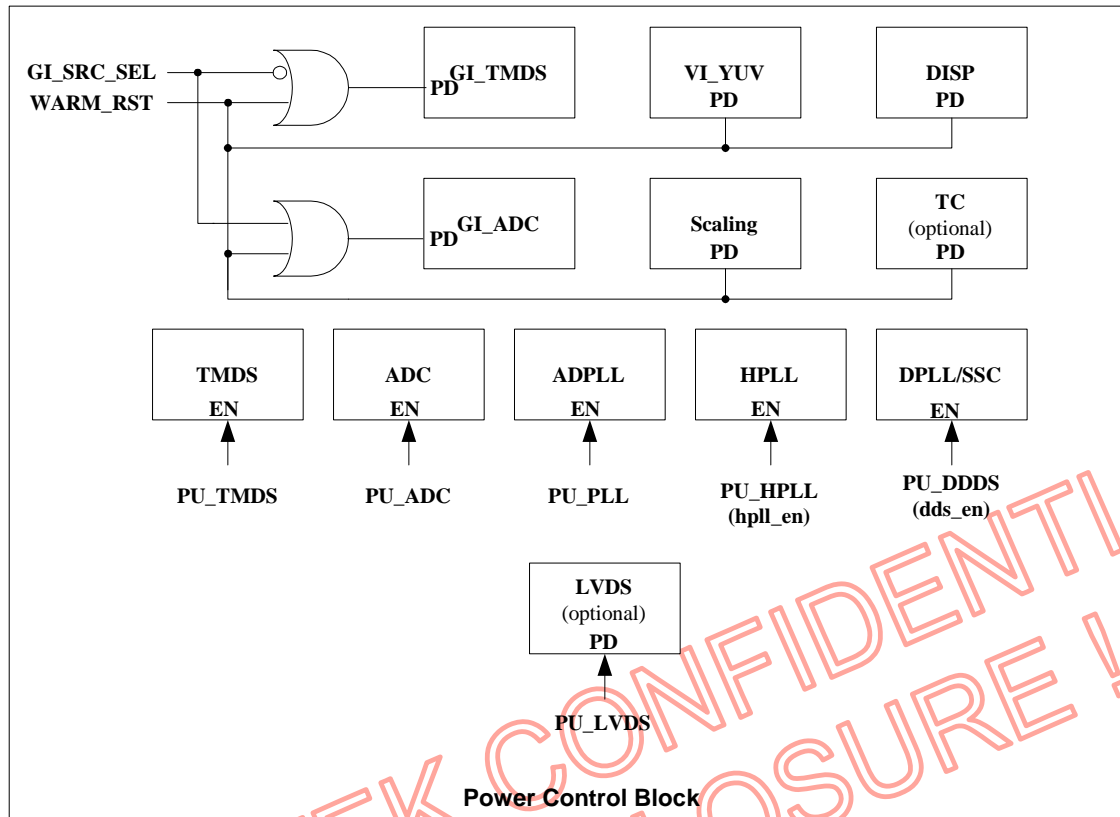 GI_SRC_SEL
WARM_RST
GI_TMDS
PD
VI_YUV
PD
DISP
PD
GI_ADC
PD
Scaling
PD
TC
(optional)
PD
TMDS
EN
ADC
EN
ADPLL
EN
HPLL
EN
DPLL/SSC
EN
PU_TMDS
PU_ADC
PU_PLL
PU_HPLL
(hpll_en)
PU_DDDS
(dds_en)
LVDS
(optional)
PD
PU_LVDS
Power Control Block